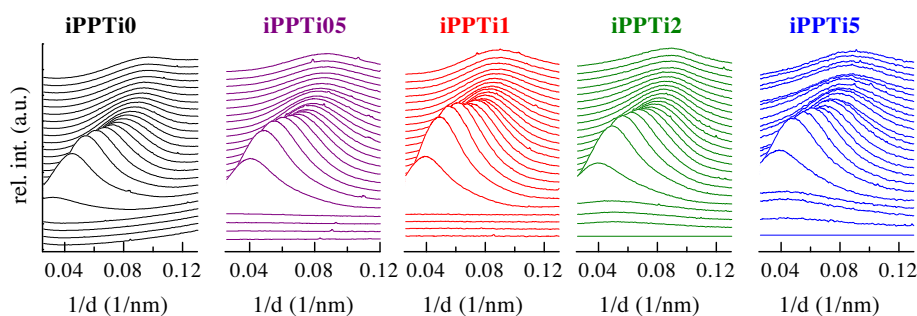 iPPTi0 iPPTi05 iPPTi1 iPPTi2 iPPTi5
rel. int. (a.u.)
0.04 0.08 0.12 0.04 0.08 0.12 0.04 0.08 0.12 0.04 0.08 0.12 0.04 0.08 0.12
1/d (1/nm) 1/d (1/nm) 1/d (1/nm) 1/d (1/nm) 1/d (1/nm)